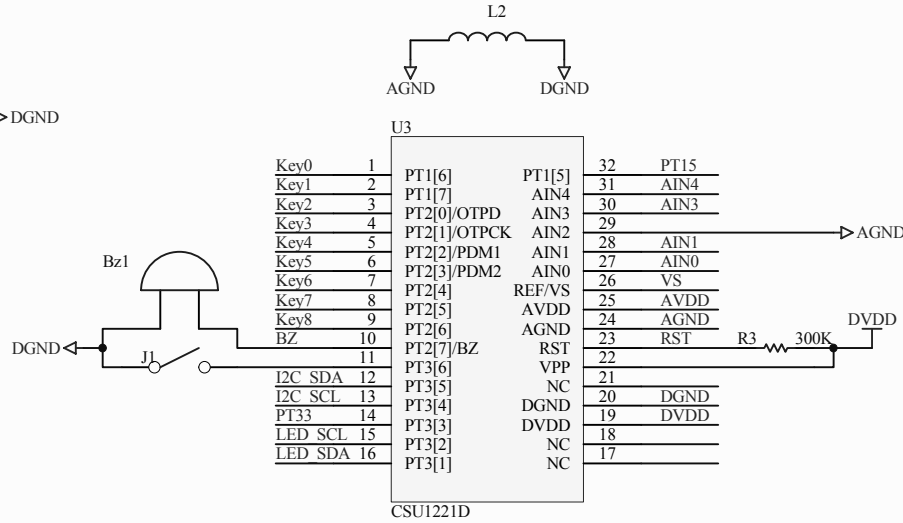 L2
AGND DGND
DGND
U3
Key0 1 PT1[6] PT1[5] 32 PT15
Key1 2 PT1[7] AIN4 31 AIN4
Key2 3 PT2[0]/OTPD AIN3 30 AIN3
Key3 4 PT2[1]/OTPCK AIN2 29 AGND
Key4 5 PT2[2]/PDM1 AIN1 28 AIN1
Key5 6 PT2[3]/PDM2 AIN0 27 AIN0
Bz1
Key6 7 PT2[4] REF/VS 26 VS
Key7 8 PT2[5] AVDD 25 AVDD
Key8 9 PT2[6] AGND 24 AGND DVDD
DGND BZ 10 PT2[7]/BZ RST 23 RST R3 300K
J1 11 PT3[6] VPP 22
I2C_SDA 12 PT3[5] NC 21
I2C_SCL 13 PT3[4] DGND 20 DGND
PT33 14 PT3[3] DVDD 19 DVDD
LED_SCL 15 PT3[2] NC 18
LED_SDA 16 PT3[1] NC 17
CSU1221D